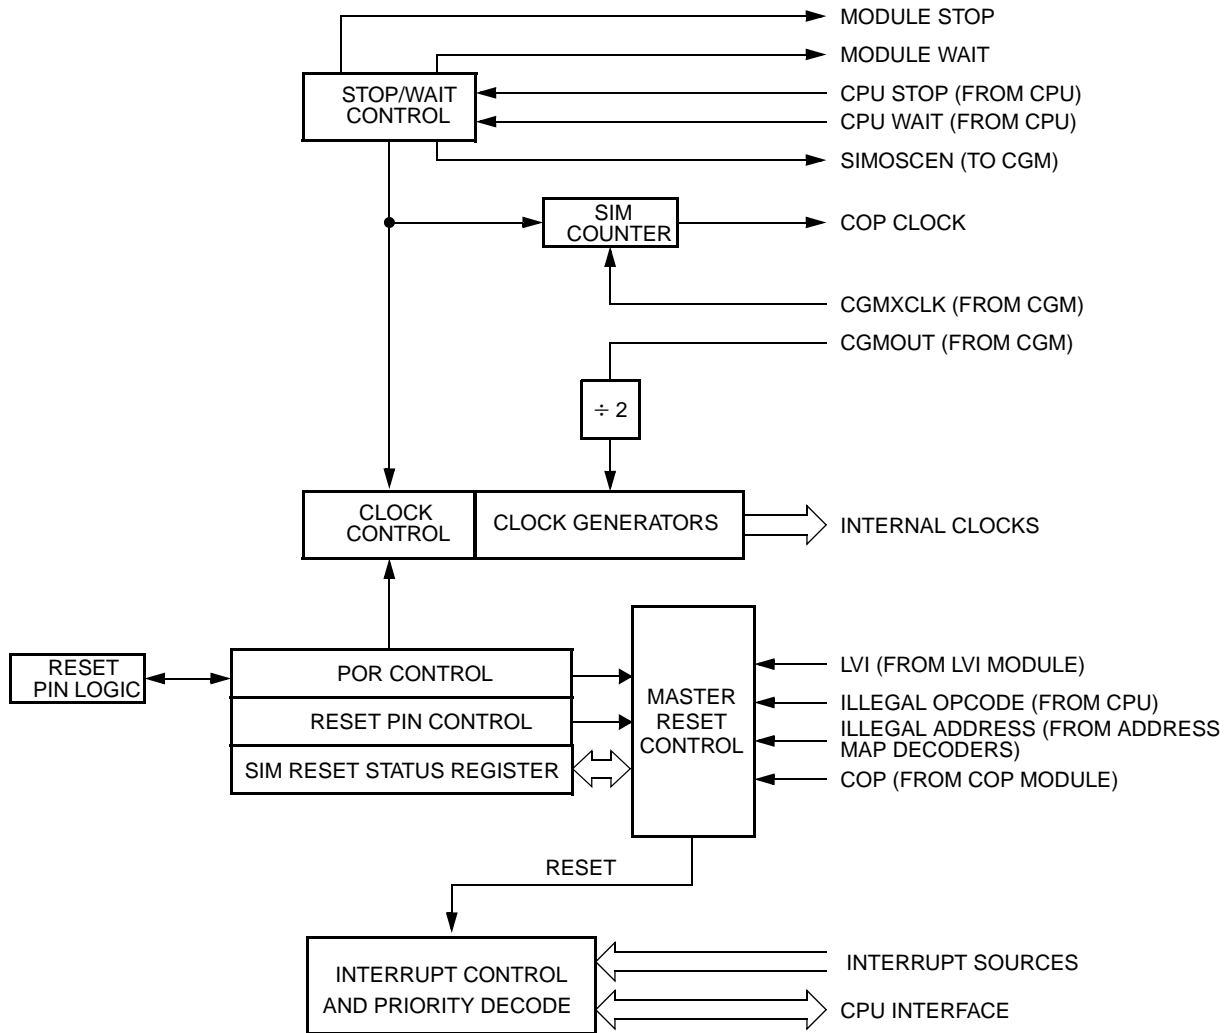 MODULE STOP
MODULE WAIT
STOP/WAIT
CONTROL
CPU STOP (FROM CPU)
CPU WAIT (FROM CPU)
SIMOSCEN (TO CGM)
SIM
COUNTER
COP CLOCK
CGMXCLK (FROM CGM)
CGMOUT (FROM CGM)
÷ 2
CLOCK
CONTROL
CLOCK GENERATORS
INTERNAL CLOCKS
RESET
PIN LOGIC
POR CONTROL
RESET PIN CONTROL
SIM RESET STATUS REGISTER
MASTER
RESET
CONTROL
LVI (FROM LVI MODULE)
ILLEGAL OPCODE (FROM CPU)
ILLEGAL ADDRESS (FROM ADDRESS
MAP DECODERS)
COP (FROM COP MODULE)
RESET
INTERRUPT CONTROL
AND PRIORITY DECODE
INTERRUPT SOURCES
CPU INTERFACE